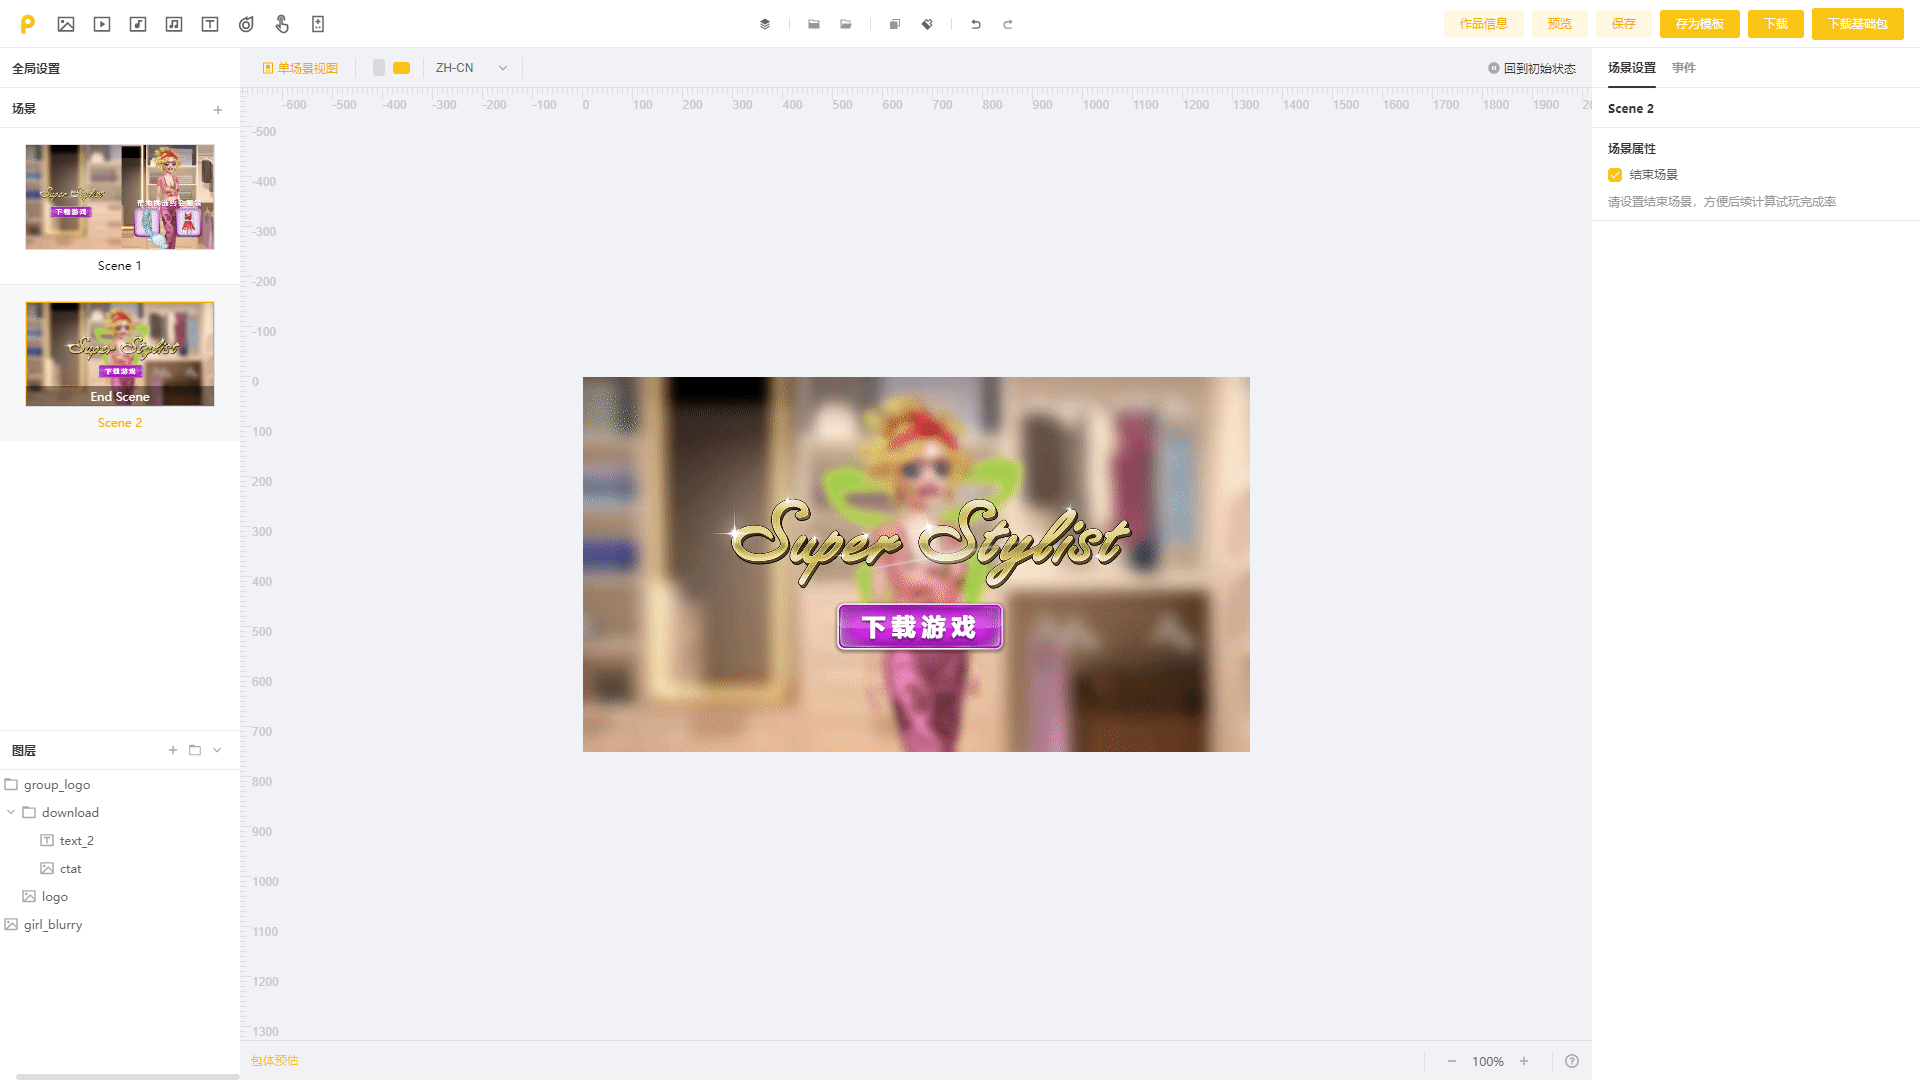 作品信息
预览
保存
存为模板
下载
下载基础包
全局设置
单场景视图
ZH-CN
回到初始状态
场景设置
事件
场景
-600 -500 -400 -300 -200 -100 0 100 200 300 400 500 600 700 800 900 1000 1100 1200 1300 1400 1500 1600 1700 1800 1900
Scene 2
场景属性
结束场景
请设置结束场景，方便后续计算试玩完成率
Super Stylist
下载游戏
Scene 1
Super Stylist
下载游戏
End Scene
Scene 2
-500
-400
-300
-200
-100
0
100
200
300
400
500
600
700
800
900
1000
1100
1200
1300
Super Stylist
下载游戏
图层
group_logo
download
text_2
ctat
logo
girl_blurry
包体预估
100%